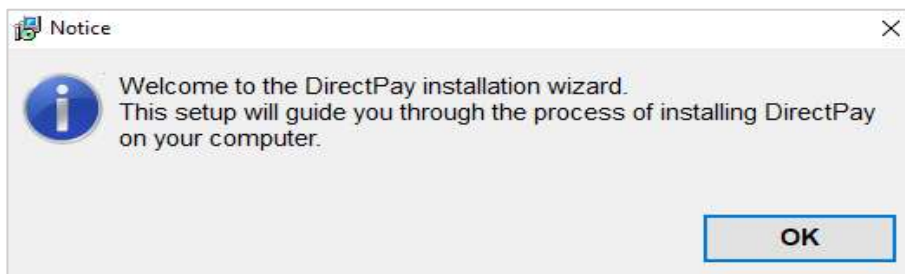 Notice
Welcome to the DirectPay installation wizard.
This setup will guide you through the process of installing DirectPay
on your computer.
OK